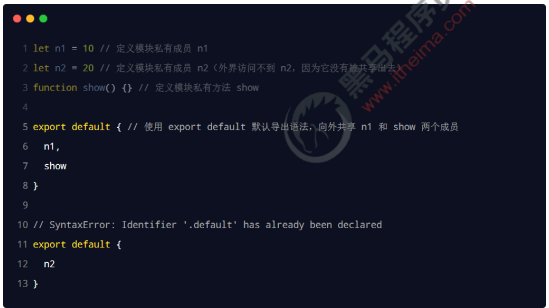 1 let n1 = 10 // 定义模块私有成员 n1
2 let n2 = 20 // 定义模块私有成员 n2（外界访问不到 n2，因为它没有被共享出去）
3 function show() {} // 定义模块私有方法 show
4
5 export default { // 使用 export default 默认导出语法，向外共享 n1 和 show 两个成员
6 n1,
7 show
8 }
9
10 // SyntaxError: Identifier '.default' has already been declared
11 export default {
12 n2
13 }
黑马程序
www.itheima.com